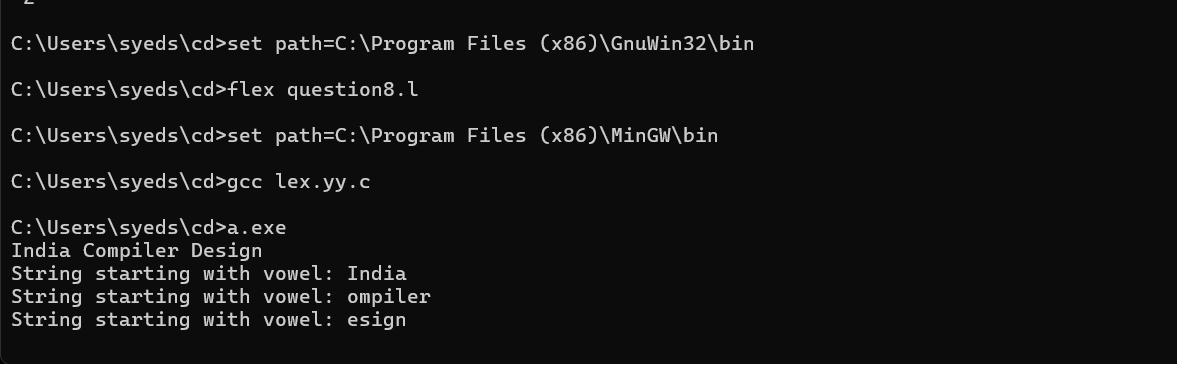 C:\Users\syeds\cd>set path=C:\Program Files (x86)\GnuWin32\bin
C:\Users\syeds\cd>flex question8.l
C:\Users\syeds\cd>set path=C:\Program Files (x86)\MinGW\bin
C:\Users\syeds\cd>gcc lex.yy.c
C:\Users\syeds\cd>a.exe
India Compiler Design
String starting with vowel: India
String starting with vowel: ompiler
String starting with vowel: esign